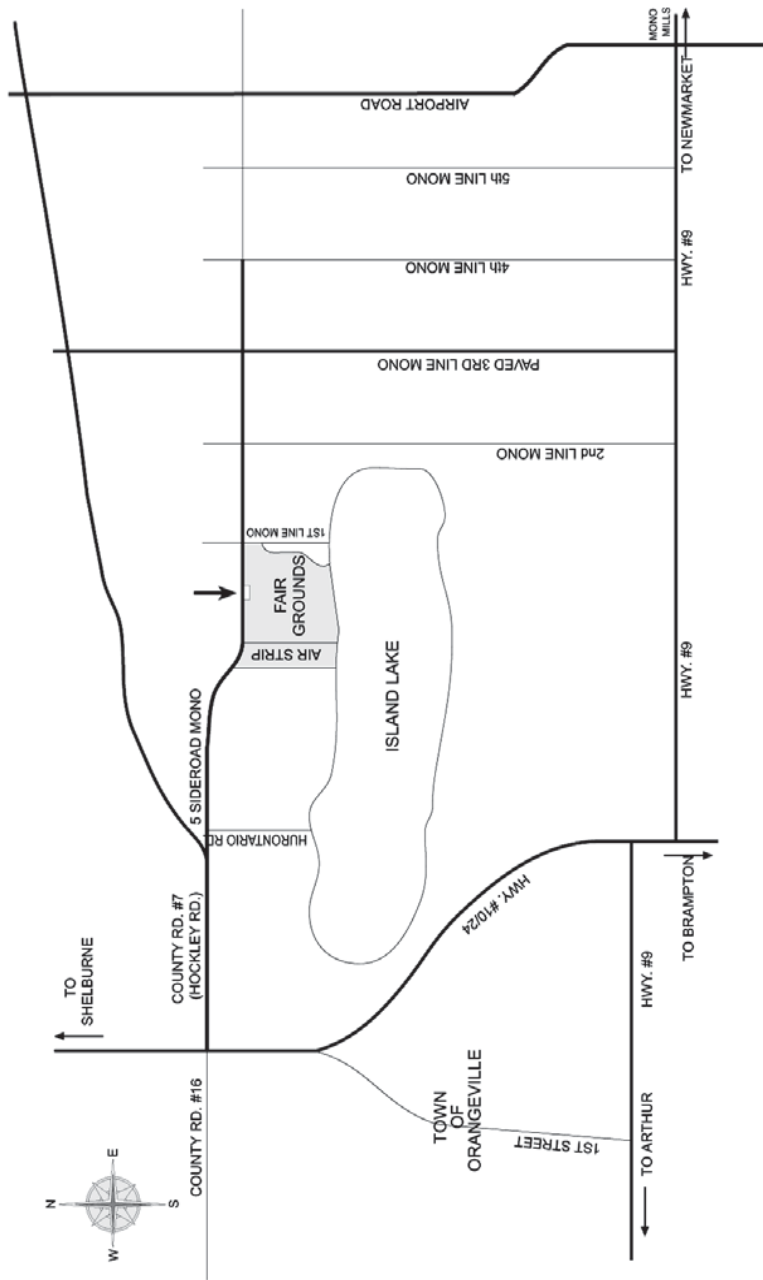 MONO
MILLS
TO NEWMARKET
AIRPORT ROAD
5th LINE MONO
HWY. #9
4th LINE MONO
PAVED 3RD LINE MONO
2nd LINE MONO
1ST LINE MONO
FAIR
GROUNDS
AIR STRIP
ISLAND LAKE
HWY. #9
5 SIDEROAD MONO
HURONTARIO RD
COUNTY RD. #7
(HOCKLEY RD.)
HWY. #10/24
TO BRAMPTON
HWY. #9
TO
SHELBURNE
COUNTY RD. #16
TOWN
OF
ORANGEVILLE
1ST STREET
TO ARTHUR
N
E
S
W